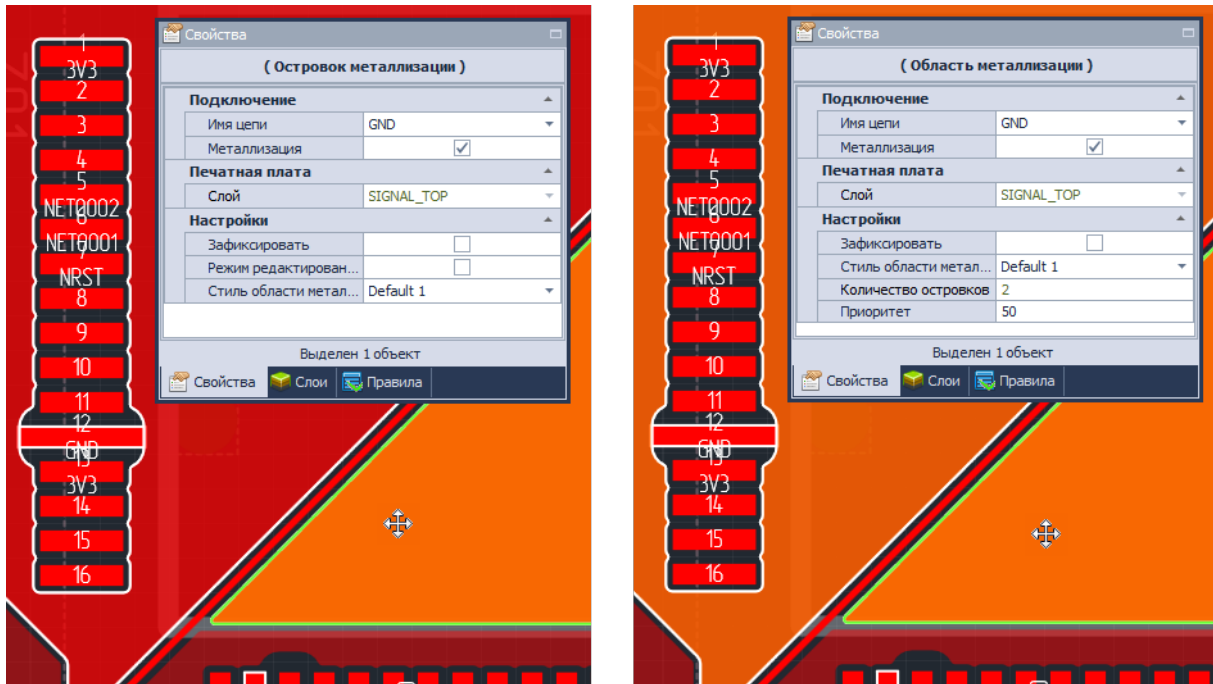 Свойства
( Островок металлизации )
Подключение
Имя цепи GND
Металлизация
Печатная плата
Слой SIGNAL_TOP
Настройки
Зафиксировать
Режим редактирован...
Стиль области метал... Default 1
Выделен 1 объект
Свойства Слои Правила
1
3V3
2
3
4
5
NET0002
6
NET0001
7
NRST
8
9
10
11
12
GND
13
3V3
14
15
16
Свойства
( Область металлизации )
Подключение
Имя цепи GND
Металлизация
Печатная плата
Слой SIGNAL_TOP
Настройки
Зафиксировать
Стиль области метал... Default 1
Количество островков 2
Приоритет 50
Выделен 1 объект
Свойства Слои Правила
1
3V3
2
3
4
5
NET0002
6
NET0001
7
NRST
8
9
10
11
12
GND
13
3V3
14
15
16